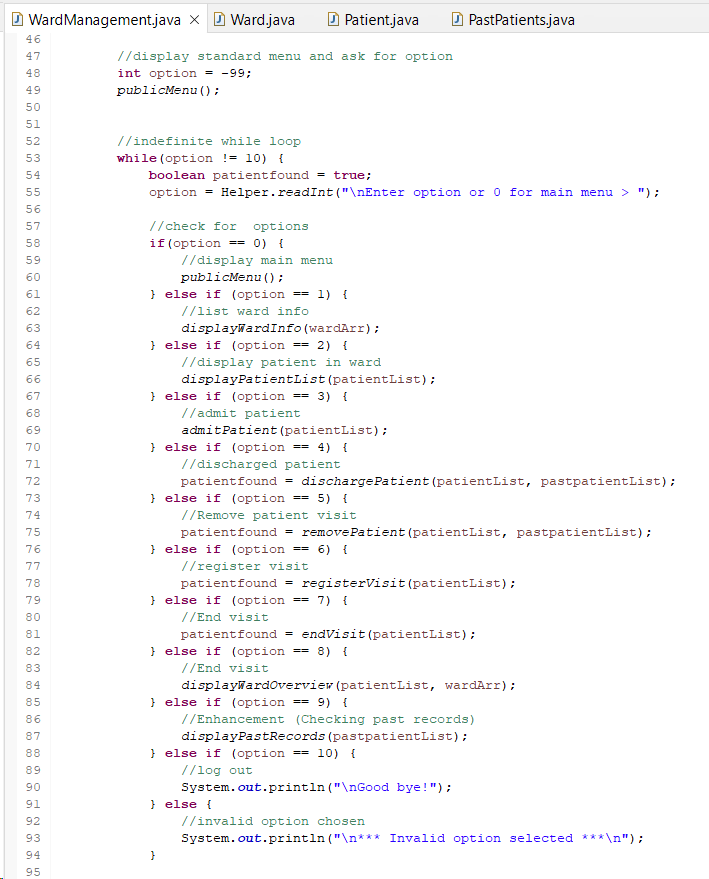 WardManagement.java × Ward.java Patient.java PastPatients.java
46
47 //display standard menu and ask for option
48 int option = -99;
49 publicMenu();
50
51
52 //indefinite while loop
53 while(option != 10) {
54 boolean patientfound = true;
55 option = Helper.readInt("\nEnter option or 0 for main menu > ");
56
57 //check for  options
58 if(option == 0) {
59 //display main menu
60 publicMenu();
61 } else if (option == 1) {
62 //list ward info
63 displayWardInfo(wardArr);
64 } else if (option == 2) {
65 //display patient in ward
66 displayPatientList(patientList);
67 } else if (option == 3) {
68 //admit patient
69 admitPatient(patientList);
70 } else if (option == 4) {
71 //discharged patient
72 patientfound = dischargePatient(patientList, pastpatientList);
73 } else if (option == 5) {
74 //Remove patient visit
75 patientfound = removePatient(patientList, pastpatientList);
76 } else if (option == 6) {
77 //register visit
78 patientfound = registerVisit(patientList);
79 } else if (option == 7) {
80 //End visit
81 patientfound = endVisit(patientList);
82 } else if (option == 8) {
83 //End visit
84 displayWardOverview(patientList, wardArr);
85 } else if (option == 9) {
86 //Enhancement (Checking past records)
87 displayPastRecords(pastpatientList);
88 } else if (option == 10) {
89 //log out
90 System.out.println("\nGood bye!");
91 } else {
92 //invalid option chosen
93 System.out.println("\n*** Invalid option selected ***\n");
94 }
95